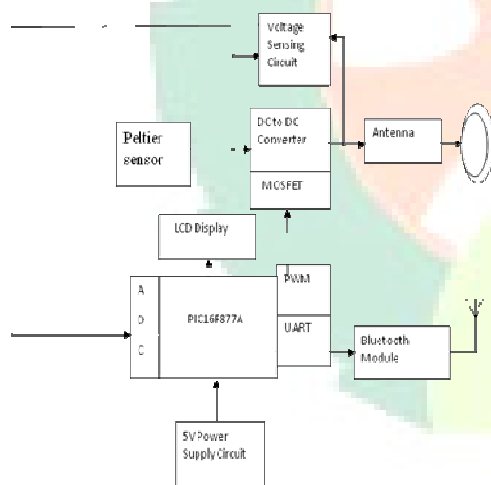 Voltage
Sensing
Circuit
DC to DC
Converter
MOSFET
Antenna
Peltier
sensor
LCD Display
A
D
C
PIC16F877A
PWM
UART
Bluetooth
Module
5V Power
Supply Circuit